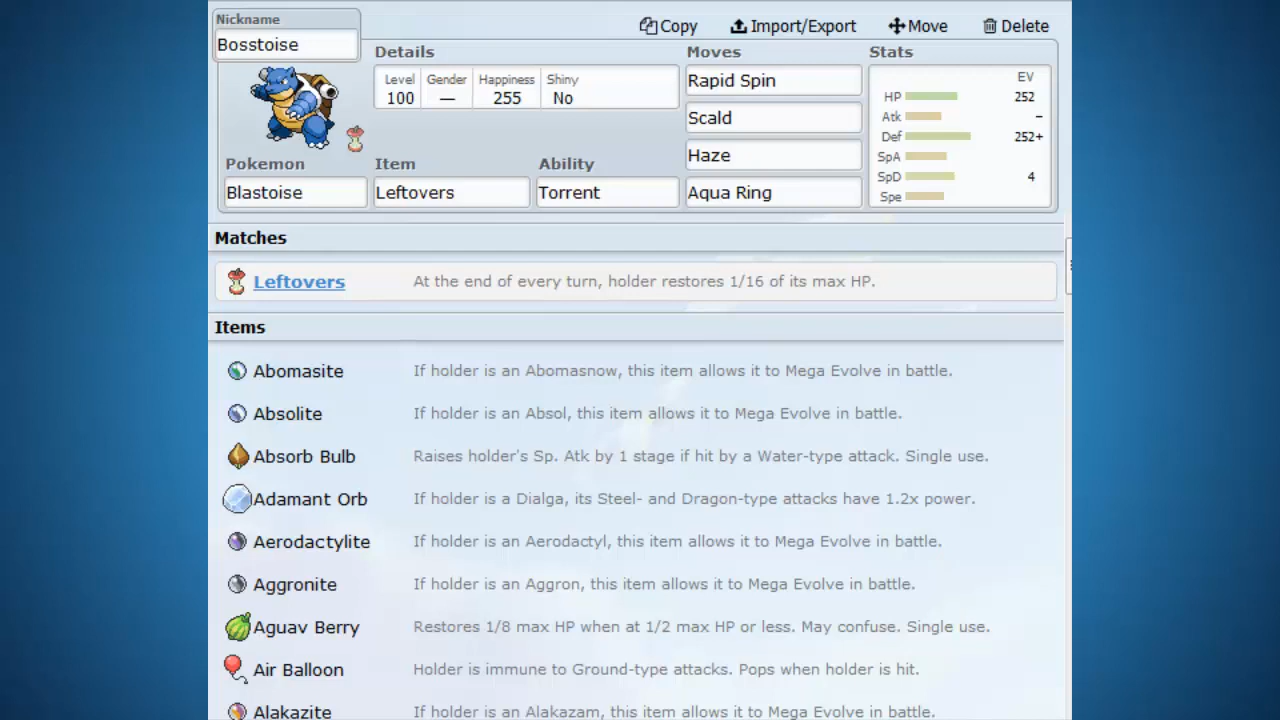 Nickname
Bosstoise
Copy Import/Export Move Delete
Details
Level Gender Happiness Shiny
100 — 255 No
Pokemon Item Ability
Blastoise Leftovers Torrent
Moves
Rapid Spin
Scald
Haze
Aqua Ring
Stats
EV
HP 252
Atk –
Def 252+
SpA
SpD 4
Spe
Matches
Leftovers At the end of every turn, holder restores 1/16 of its max HP.
Items
Abomasite If holder is an Abomasnow, this item allows it to Mega Evolve in battle.
Absolite If holder is an Absol, this item allows it to Mega Evolve in battle.
Absorb Bulb Raises holder's Sp. Atk by 1 stage if hit by a Water-type attack. Single use.
Adamant Orb If holder is a Dialga, its Steel- and Dragon-type attacks have 1.2x power.
Aerodactylite If holder is an Aerodactyl, this item allows it to Mega Evolve in battle.
Aggronite If holder is an Aggron, this item allows it to Mega Evolve in battle.
Aguav Berry Restores 1/8 max HP when at 1/2 max HP or less. May confuse. Single use.
Air Balloon Holder is immune to Ground-type attacks. Pops when holder is hit.
Alakazite If holder is an Alakazam, this item allows it to Mega Evolve in battle.